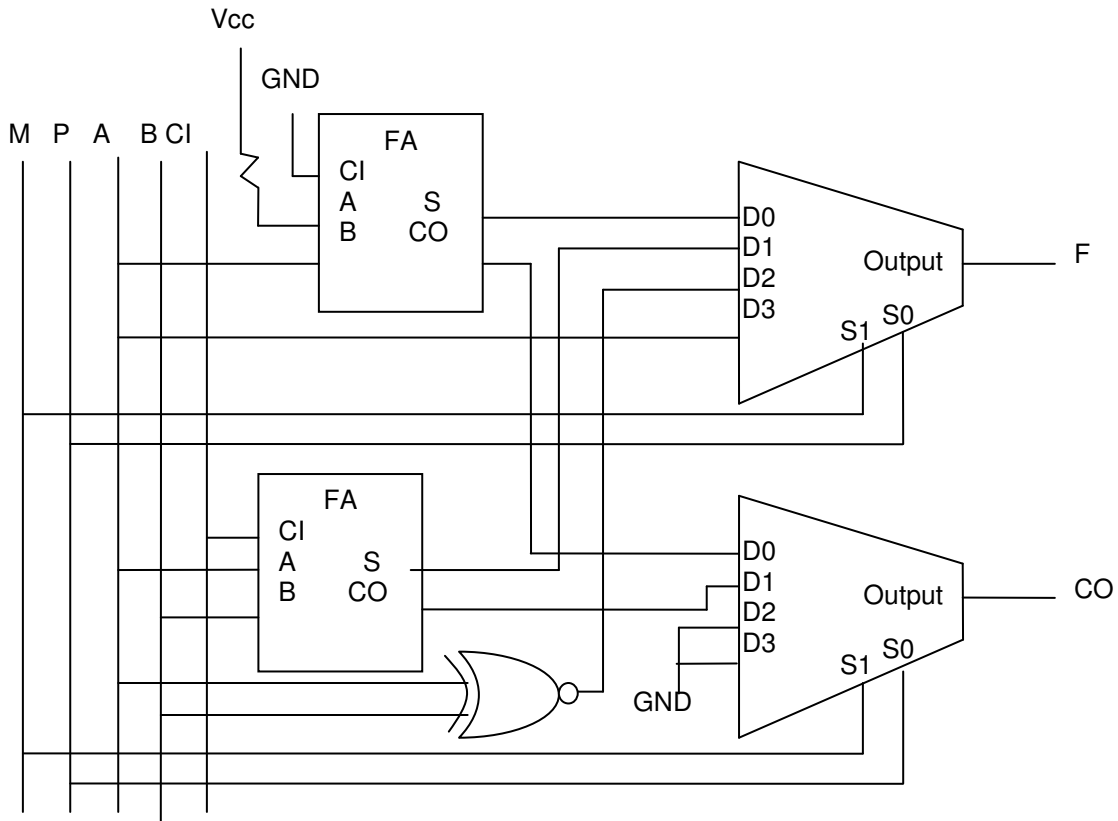 Vcc
GND
M P A B CI
FA
CI
A S
B CO
D0
D1
D2
D3
Output
S1 S0
F
FA
CI
A S
B CO
D0
D1
D2
D3
Output
S1 S0
CO
GND